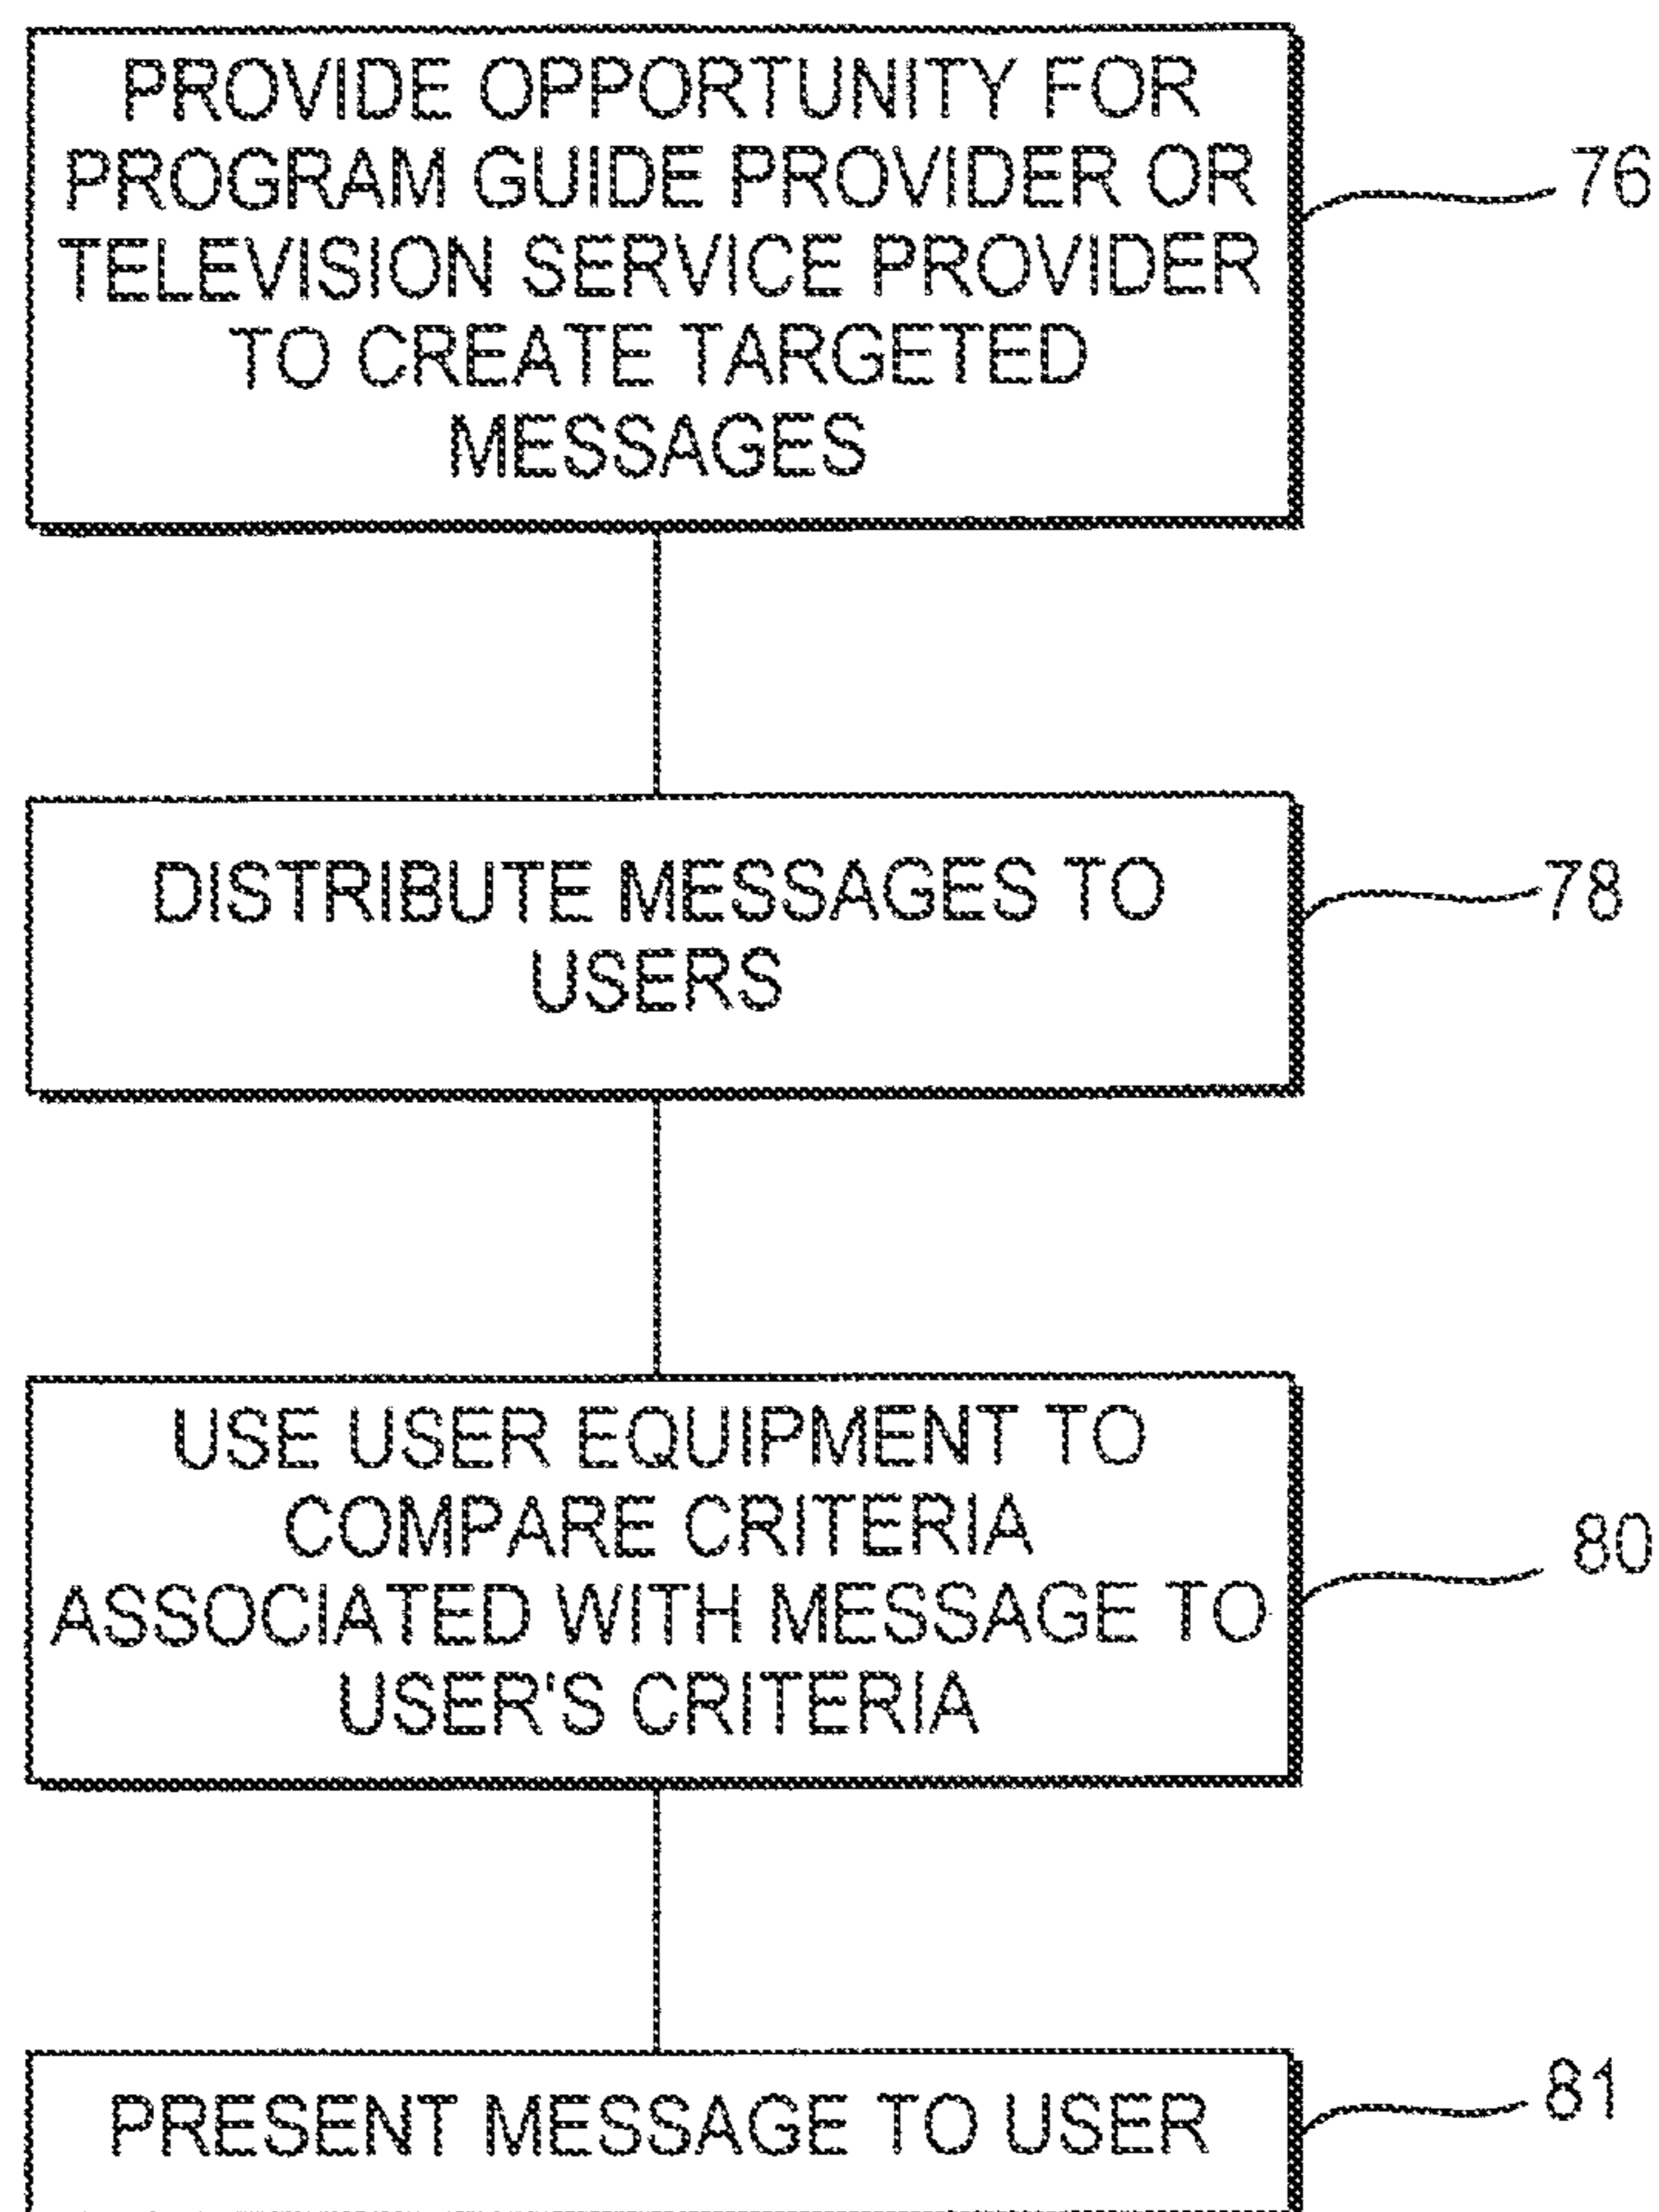 PROVIDE OPPORTUNITY FOR
PROGRAM GUIDE PROVIDER OR
TELEVISION SERVICE PROVIDER
TO CREATE TARGETED
MESSAGES
76
DISTRIBUTE MESSAGES TO
USERS
78
USE USER EQUIPMENT TO
COMPARE CRITERIA
ASSOCIATED WITH MESSAGE TO
USER'S CRITERIA
80
PRESENT MESSAGE TO USER
81